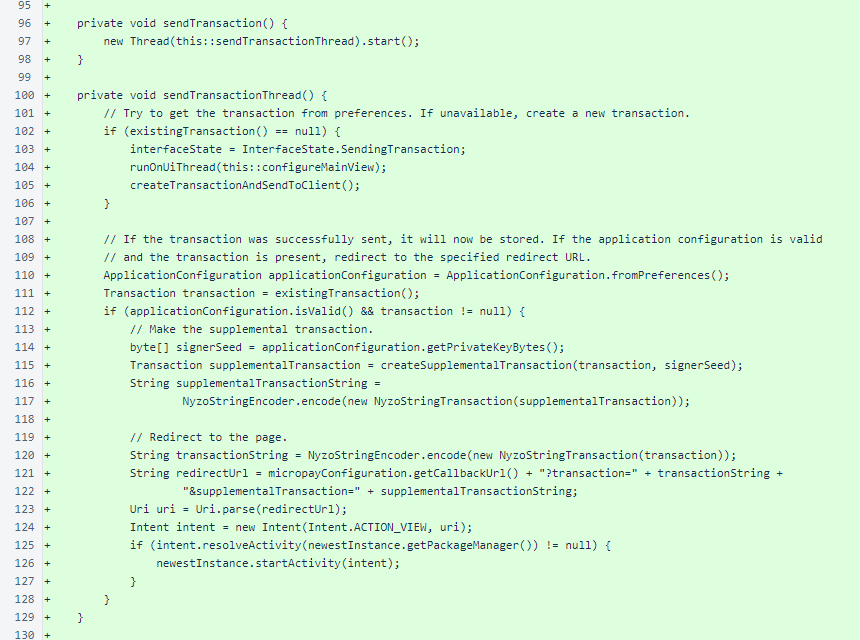 95 +
96 + private void sendTransaction() {
97 + new Thread(this::sendTransactionThread).start();
98 + }
99 +
100 + private void sendTransactionThread() {
101 + // Try to get the transaction from preferences. If unavailable, create a new transaction.
102 + if (existingTransaction() == null) {
103 + interfaceState = InterfaceState.SendingTransaction;
104 + runOnUiThread(this::configureMainView);
105 + createTransactionAndSendToClient();
106 + }
107 +
108 + // If the transaction was successfully sent, it will now be stored. If the application configuration is valid
109 + // and the transaction is present, redirect to the specified redirect URL.
110 + ApplicationConfiguration applicationConfiguration = ApplicationConfiguration.fromPreferences();
111 + Transaction transaction = existingTransaction();
112 + if (applicationConfiguration.isValid() && transaction != null) {
113 + // Make the supplemental transaction.
114 + byte[] signerSeed = applicationConfiguration.getPrivateKeyBytes();
115 + Transaction supplementalTransaction = createSupplementalTransaction(transaction, signerSeed);
116 + String supplementalTransactionString =
117 + NyzoStringEncoder.encode(new NyzoStringTransaction(supplementalTransaction));
118 +
119 + // Redirect to the page.
120 + String transactionString = NyzoStringEncoder.encode(new NyzoStringTransaction(transaction));
121 + String redirectUrl = micropayConfiguration.getCallbackUrl() + "?transaction=" + transactionString +
122 + "&supplementalTransaction=" + supplementalTransactionString;
123 + Uri uri = Uri.parse(redirectUrl);
124 + Intent intent = new Intent(Intent.ACTION_VIEW, uri);
125 + if (intent.resolveActivity(newestInstance.getPackageManager()) != null) {
126 + newestInstance.startActivity(intent);
127 + }
128 + }
129 + }
130 +